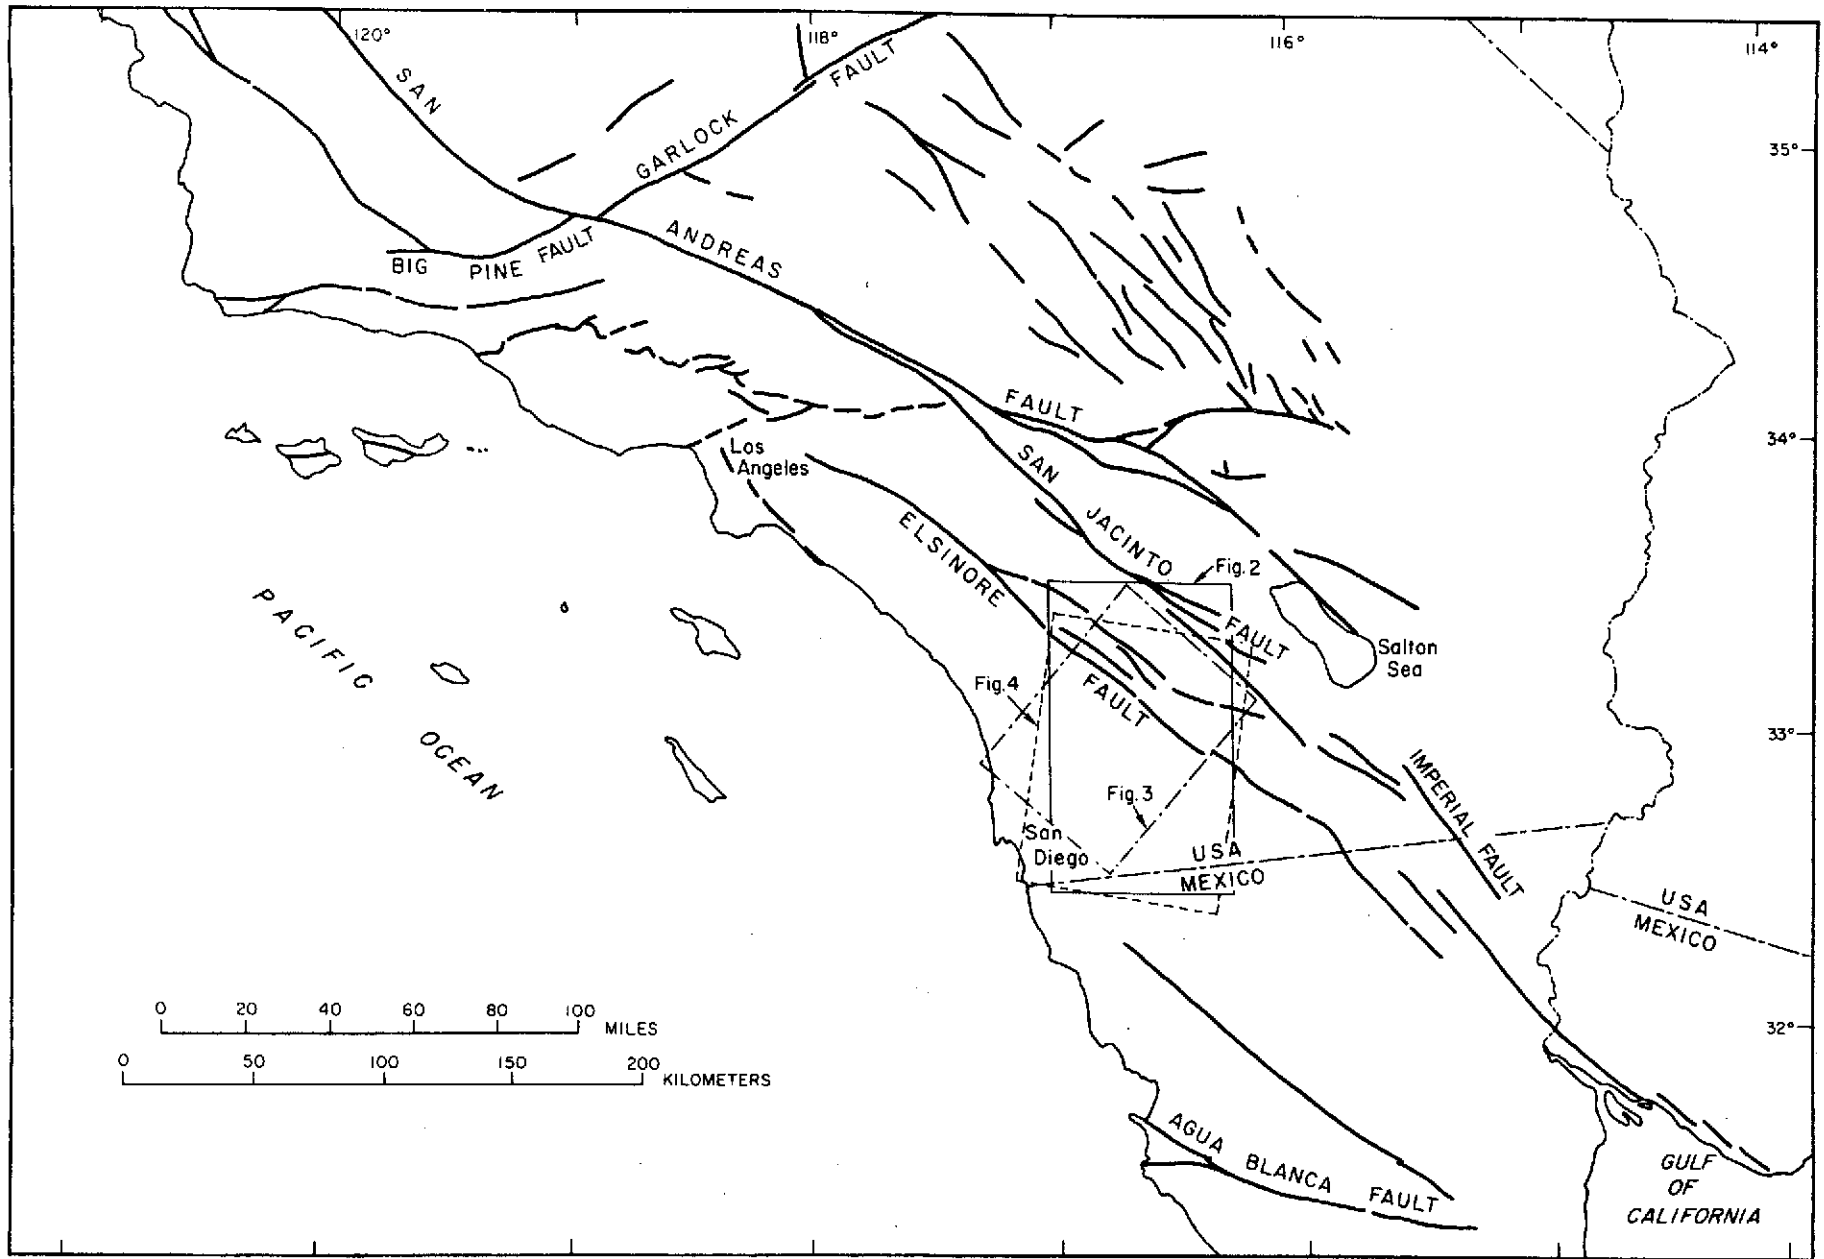 120° 118° 116° 114°
SAN
ANDREAS
FAULT
GARLOCK FAULT
35°
BIG PINE FAULT
34°
Los
Angeles
SAN
JACINTO
FAULT
ELSINORE
FAULT
Fig. 2
Salton
Sea
Fig. 4
PACIFIC
OCEAN
33°
IMPERIAL FAULT
Fig. 3
San
Diego
USA
MEXICO
USA
MEXICO
0 20 40 60 80 100 MILES
0 50 100 150 200 KILOMETERS
32°
AGUA BLANCA FAULT
GULF
OF
CALIFORNIA